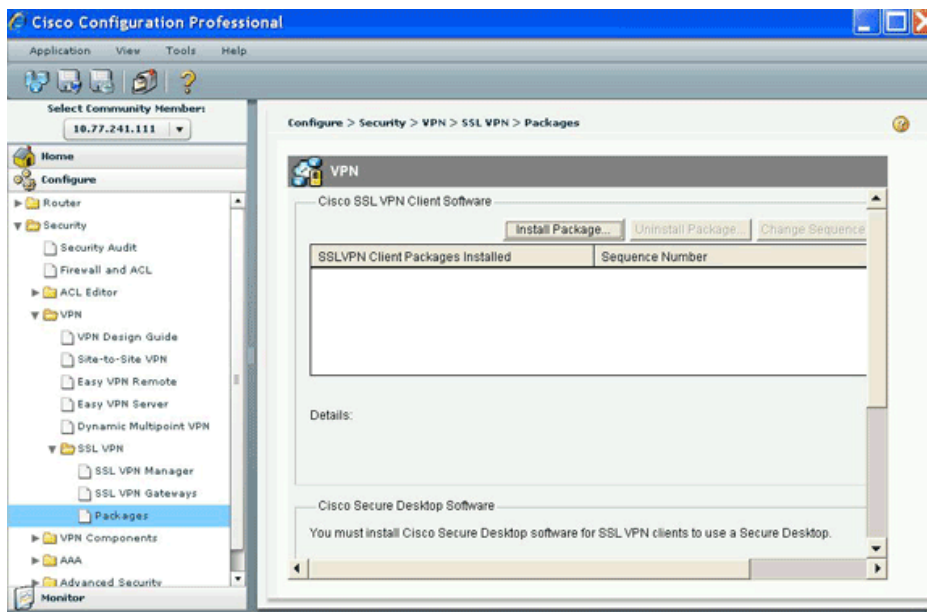 Cisco Configuration Professional
Application View Tools Help
Select Community Member:
10.77.241.111
Home
Configure
Router
Security
Security Audit
Firewall and ACL
ACL Editor
VPN
VPN Design Guide
Site-to-Site VPN
Easy VPN Remote
Easy VPN Server
Dynamic Multipoint VPN
SSL VPN
SSL VPN Manager
SSL VPN Gateways
Packages
VPN Components
AAA
Advanced Security
Monitor
Configure > Security > VPN > SSL VPN > Packages
VPN
Cisco SSL VPN Client Software
Install Package... Uninstall Package... Change Sequence
SSLVPN Client Packages Installed Sequence Number
Details:
Cisco Secure Desktop Software
You must install Cisco Secure Desktop software for SSL VPN clients to use a Secure Desktop.